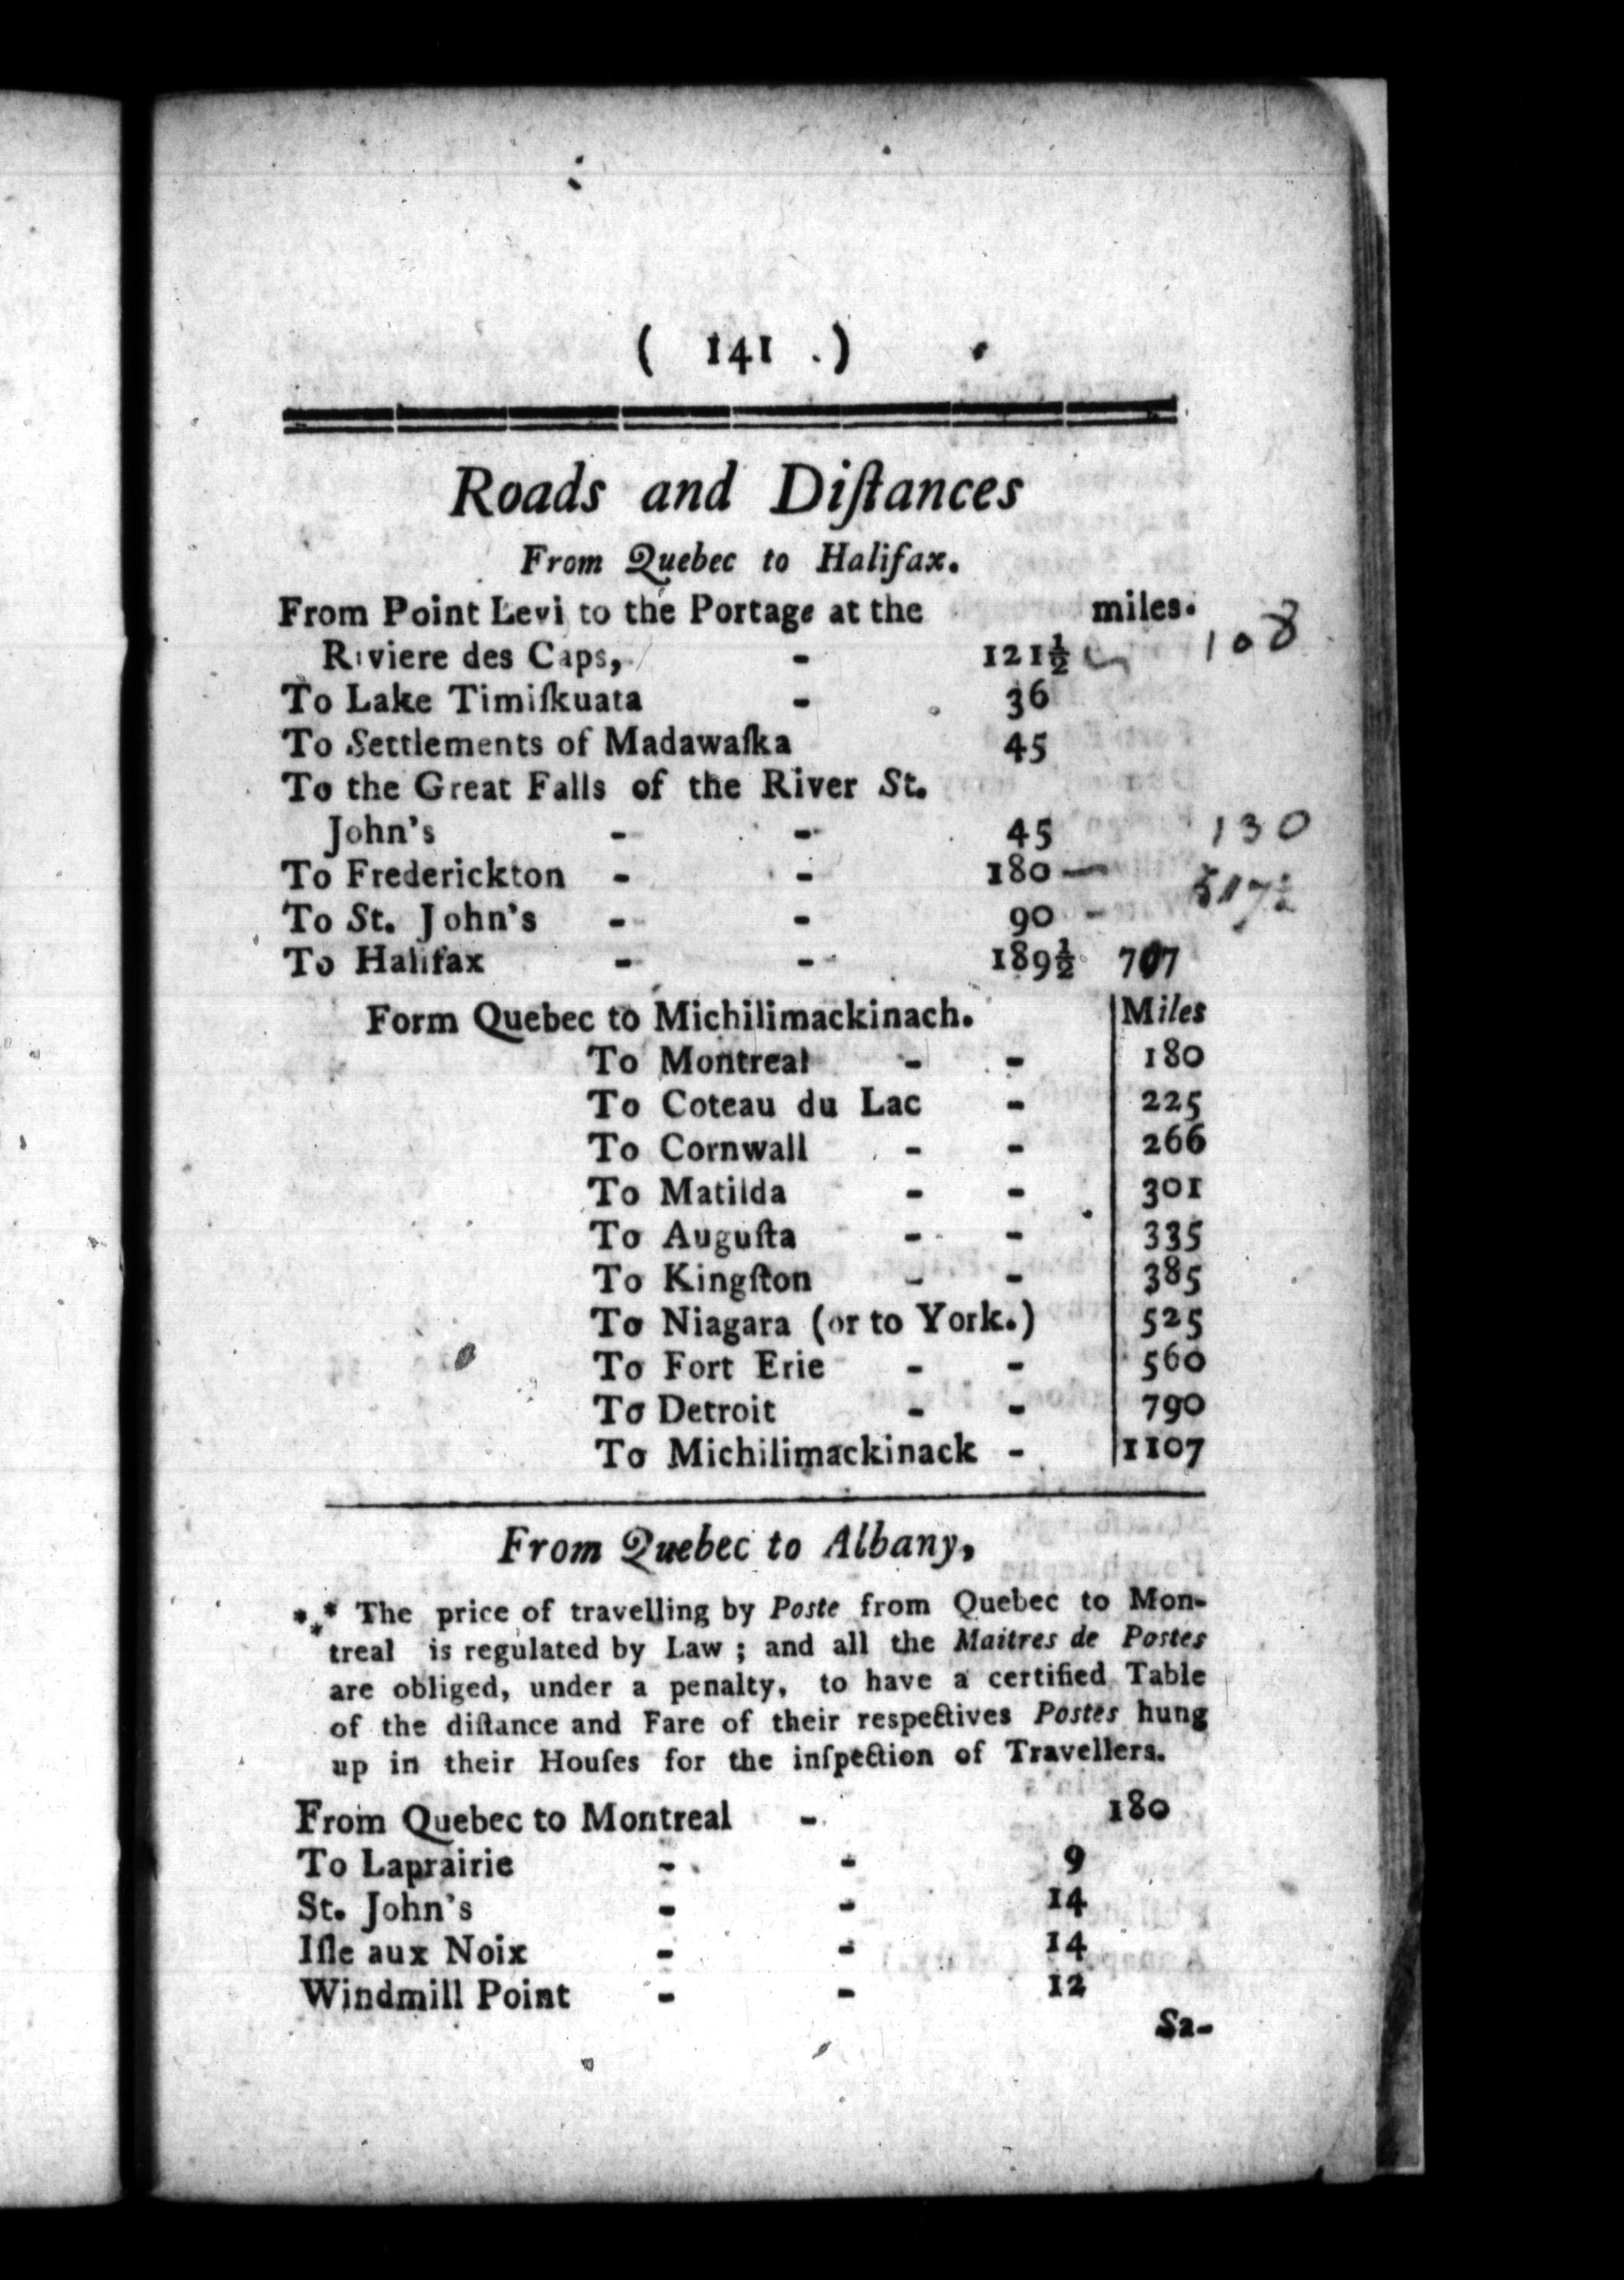 ( 141 . )
Roads and Diſtances
From Quebec to Halifax.
From Point Levi to the Portage at the miles.
Riviere des Caps, - 121½ 108
To Lake Timiſkuata - 36
To Settlements of Madawaſka 45
To the Great Falls of the River St.
John's - - 45 130
To Frederickton - - 180 —
517½
To St. John's - - 90 -
To Halifax - - 189½ 707
Form Quebec to Michilimackinach. Miles
To Montreal - - 180
To Coteau du Lac - 225
To Cornwall - - 266
To Matilda - - 301
To Auguſta - - 335
To Kingſton - - 385
To Niagara (or to York.) 525
To Fort Erie - - 560
To Detroit - - 790
To Michilimackinack - 1107
From Quebec to Albany,
*⁎* The price of travelling by Poste from Quebec to Mon-
treal is regulated by Law ; and all the Maitres de Postes
are obliged, under a penalty, to have a certified Table
of the diſtance and Fare of their reſpectives Postes hung
up in their Houſes for the inſpection of Travellers.
From Quebec to Montreal - 180
To Laprairie - - 9
St. John's - - 14
Iſle aux Noix - - 14
Windmill Point - - 12
Sa-